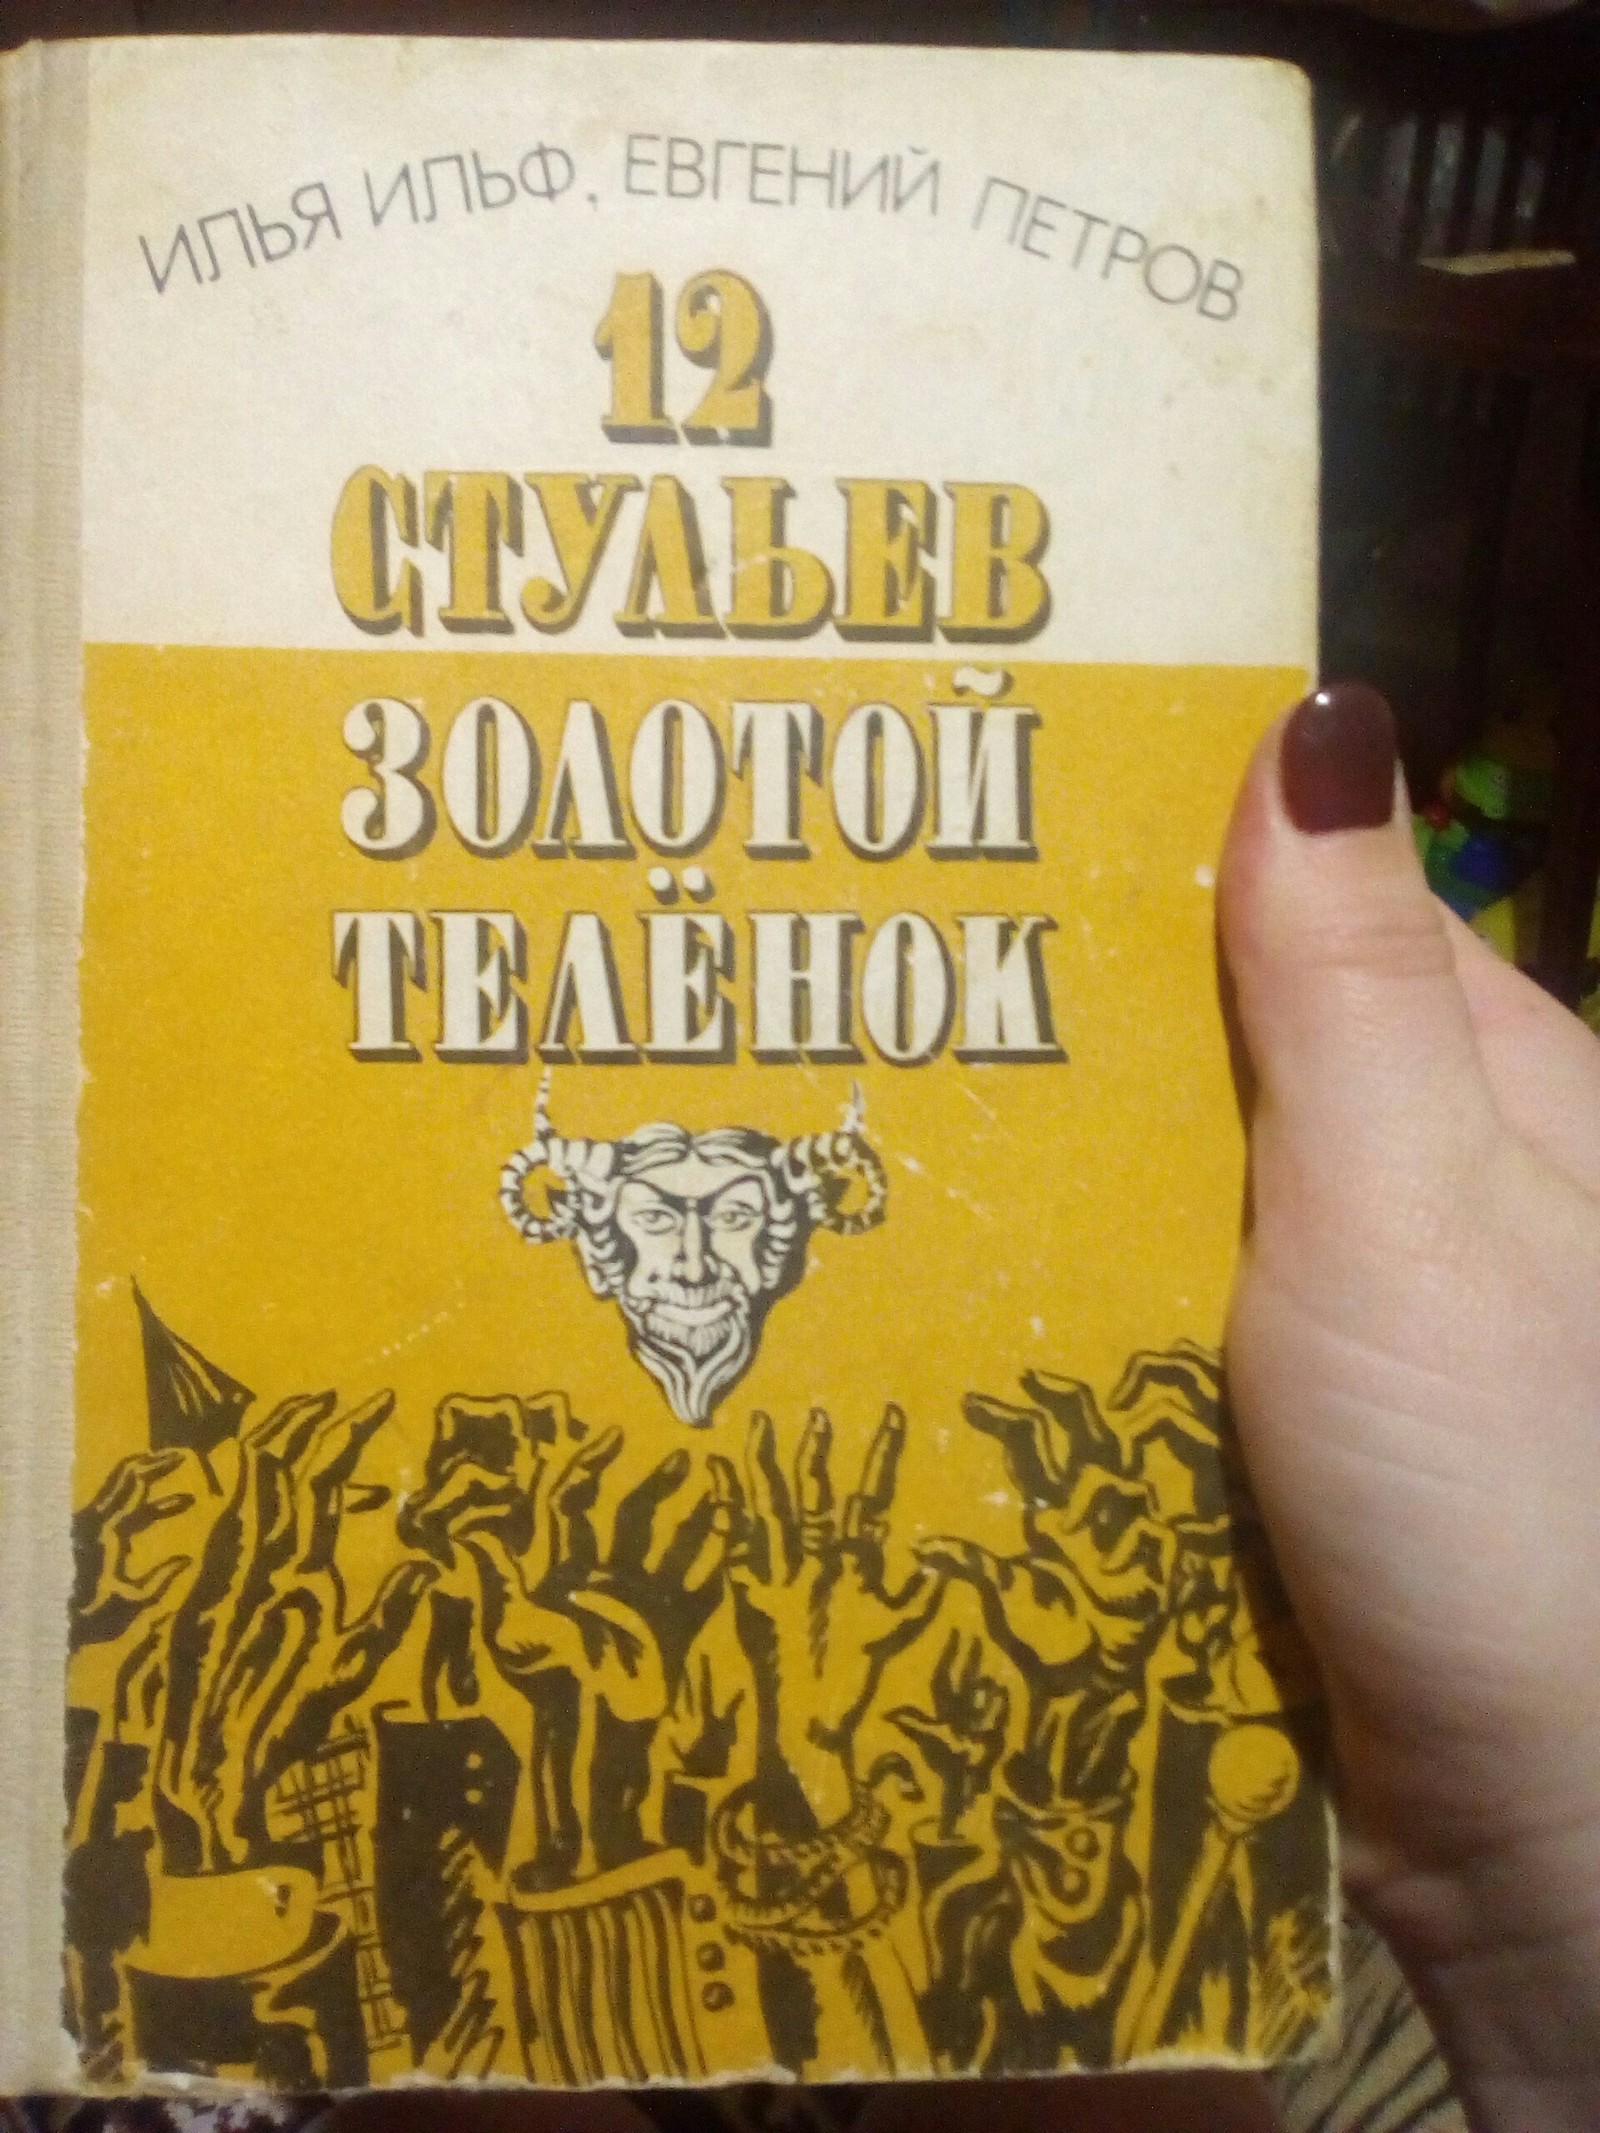 ИЛЬЯ ИЛЬФ, ЕВГЕНИЙ ПЕТРОВ
12
СТУЛЬЕВ
ЗОЛОТОЙ
ТЕЛЁНОК